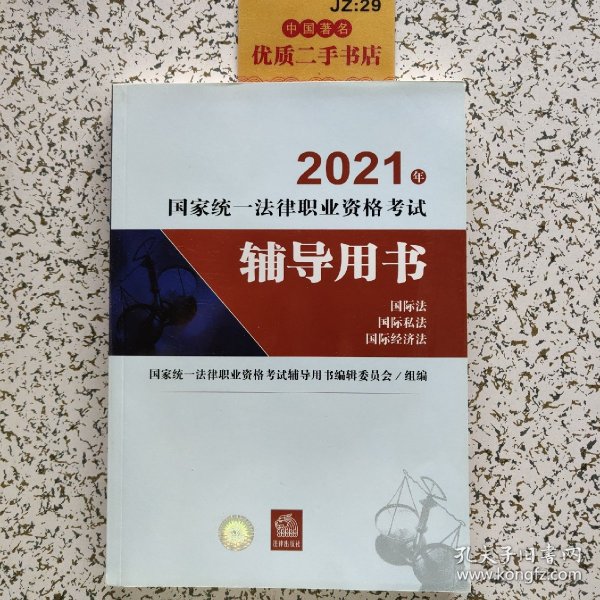 JZ:29
中国著名
优质二手书店
2021年
国家统一法律职业资格考试
辅导用书
国际法
国际私法
国际经济法
国家统一法律职业资格考试辅导用书编辑委员会/组编
法律出版社
孔夫子旧书网
www.kongfz.com